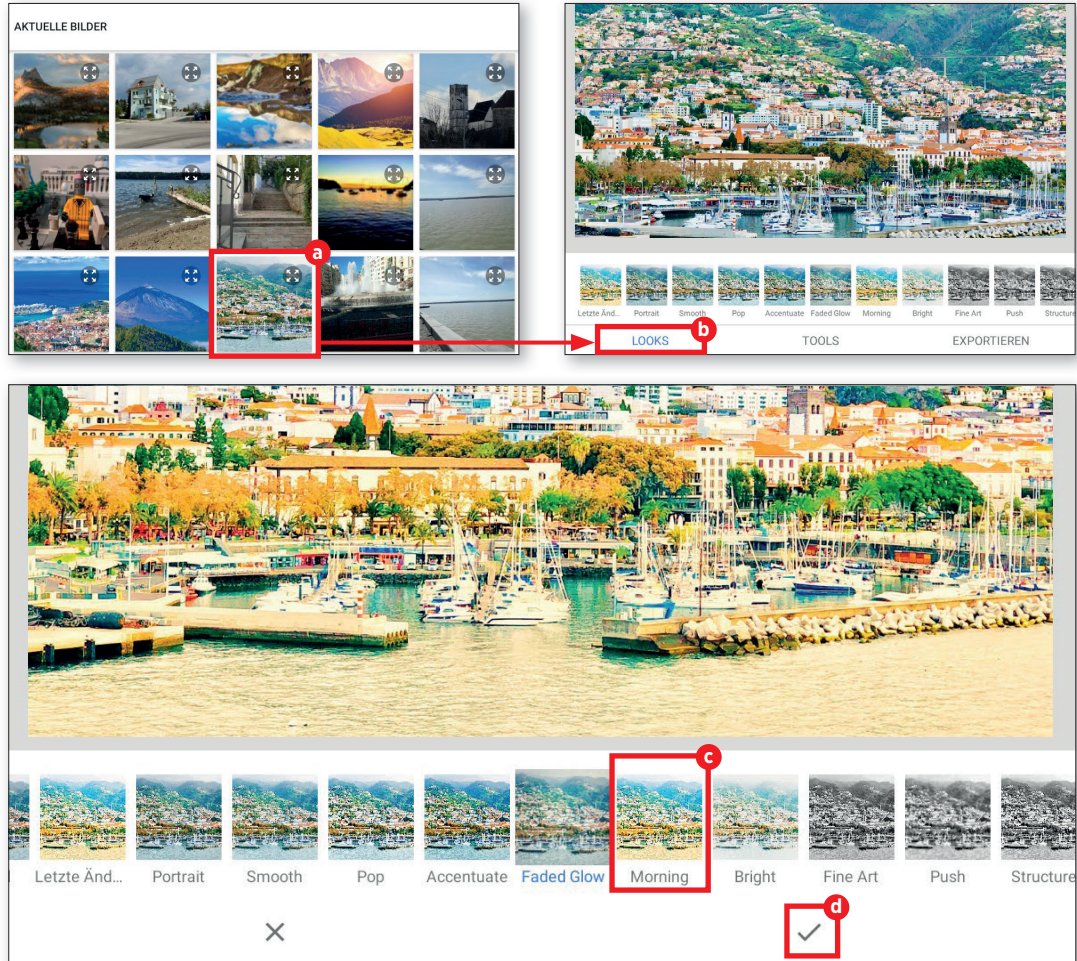 AKTUELLE BILDER
a
Letzte Änd... Portrait Smooth Pop Accentuate Faded Glow Morning Bright Fine Art Push Structure
b
LOOKS TOOLS EXPORTIEREN
c
Letzte Änd... Portrait Smooth Pop Accentuate Faded Glow Morning Bright Fine Art Push Structure
d